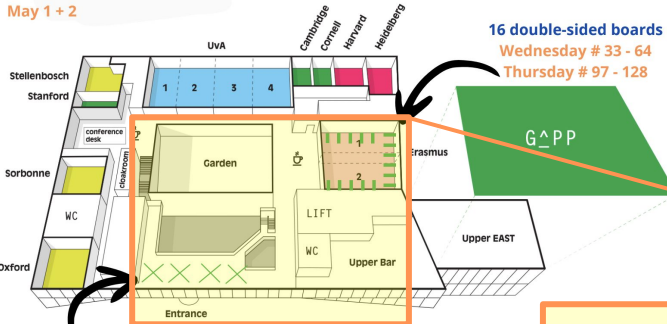 May 1 + 2
16 double-sided boards
Wednesday # 33 - 64
Thursday # 97 - 128
UvA
Cambridge
Cornell
Harvard
Heidelberg
Stellenbosch
Stanford
1 2 3 4
conference
desk
cloakroom
Garden
1
2
Erasmus
G^PP
Sorbonne
WC
LIFT
WC
Upper Bar
Upper EAST
Oxford
Entrance